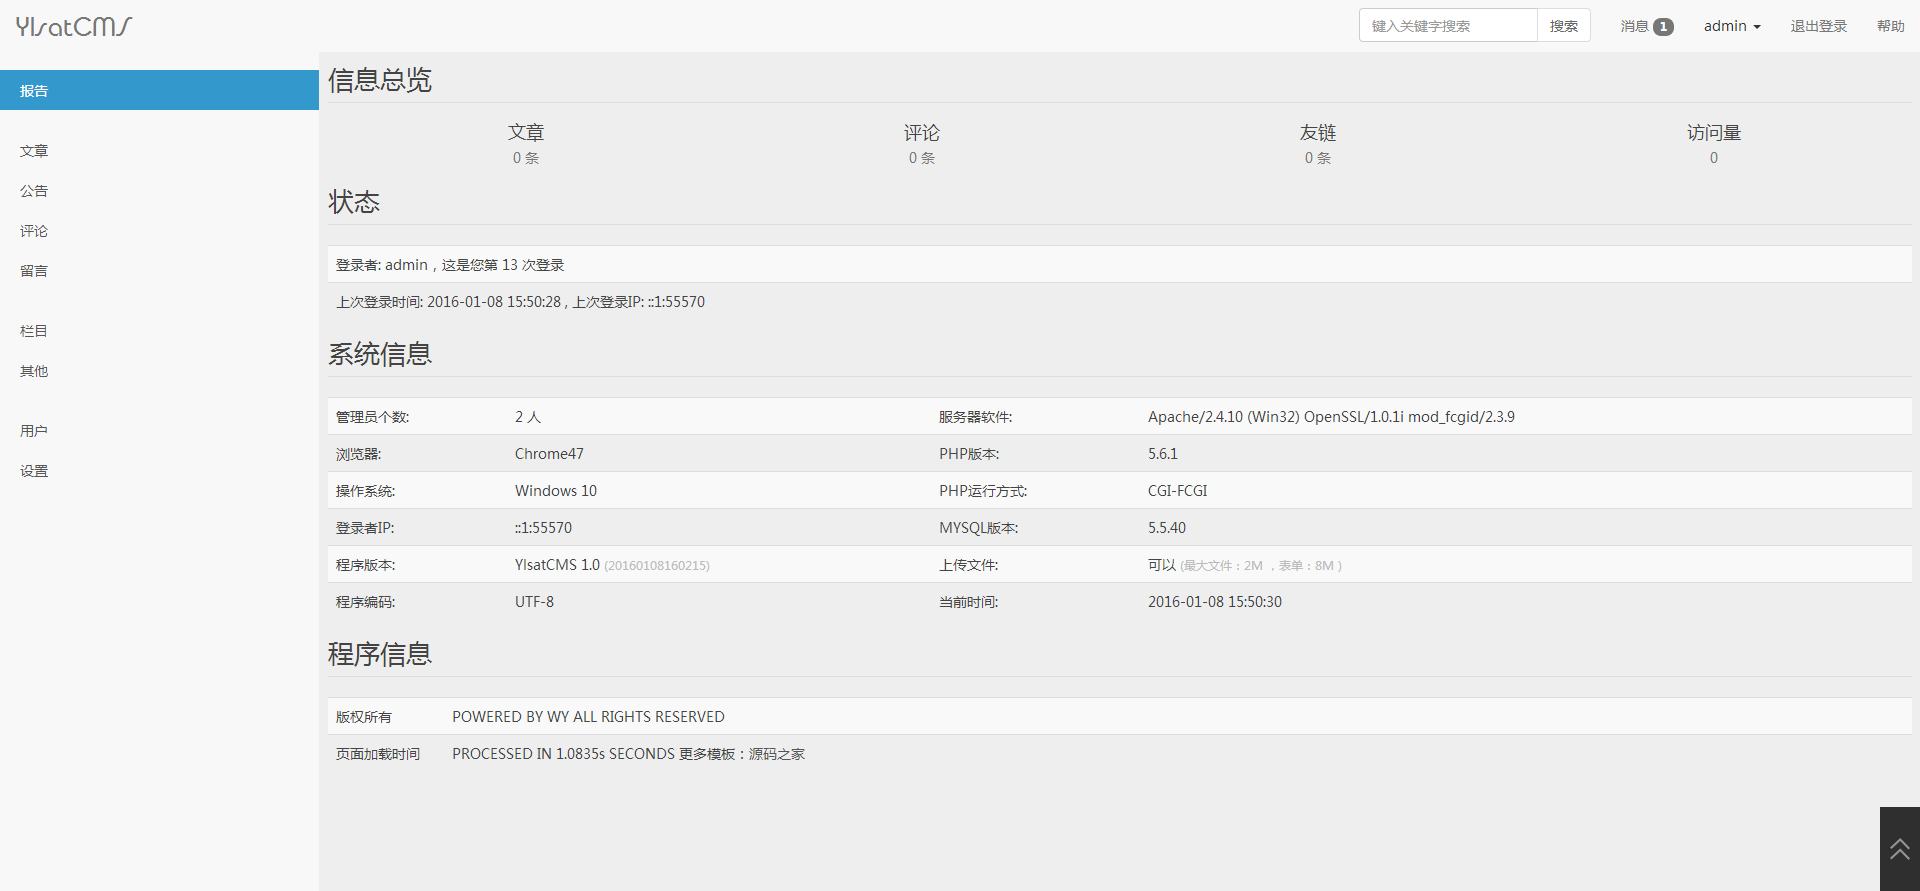 YlsatCMS
键入关键字搜索 搜索 消息 1 admin 退出登录 帮助
报告
文章
公告
评论
留言
栏目
其他
用户
设置
信息总览
文章 评论 友链 访问量
0 条 0 条 0 条 0
状态
登录者: admin，这是您第 13 次登录
上次登录时间: 2016-01-08 15:50:28 , 上次登录IP: ::1:55570
系统信息
管理员个数: 2 人 服务器软件: Apache/2.4.10 (Win32) OpenSSL/1.0.1i mod_fcgid/2.3.9
浏览器: Chrome47 PHP版本: 5.6.1
操作系统: Windows 10 PHP运行方式: CGI-FCGI
登录者IP: ::1:55570 MYSQL版本: 5.5.40
程序版本: YlsatCMS 1.0 (20160108160215) 上传文件: 可以 (最大文件：2M ，表单：8M )
程序编码: UTF-8 当前时间: 2016-01-08 15:50:30
程序信息
版权所有 POWERED BY WY ALL RIGHTS RESERVED
页面加载时间 PROCESSED IN 1.0835s SECONDS 更多模板：源码之家